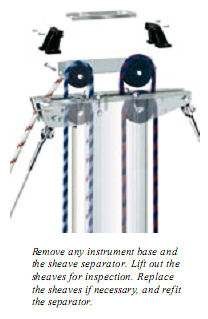 Remove any instrument base and
the sheave separator. Lift out the
sheaves for inspection. Replace
the sheaves if necessary, and refit
the separator.